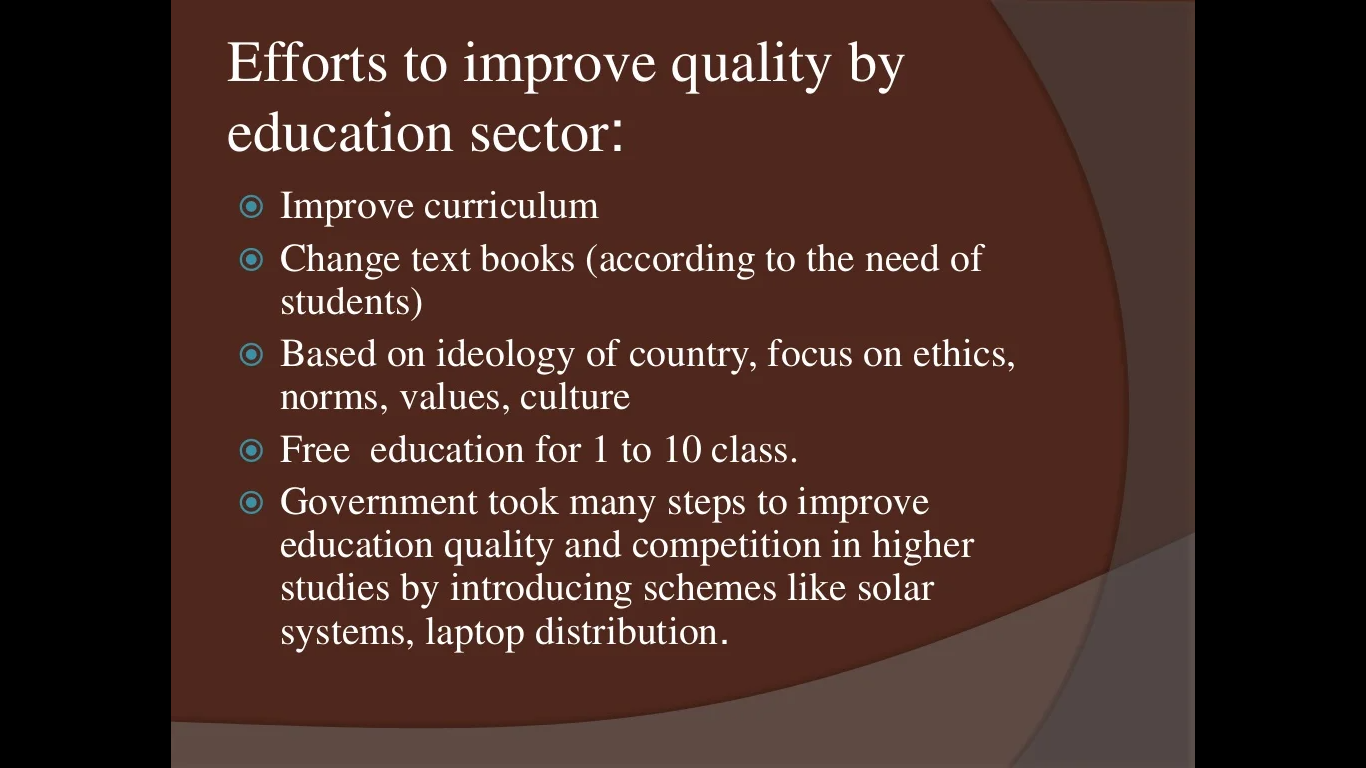 Efforts to improve quality by
education sector:
Improve curriculum
Change text books (according to the need of
students)
Based on ideology of country, focus on ethics,
norms, values, culture
Free  education for 1 to 10 class.
Government took many steps to improve
education quality and competition in higher
studies by introducing schemes like solar
systems, laptop distribution.